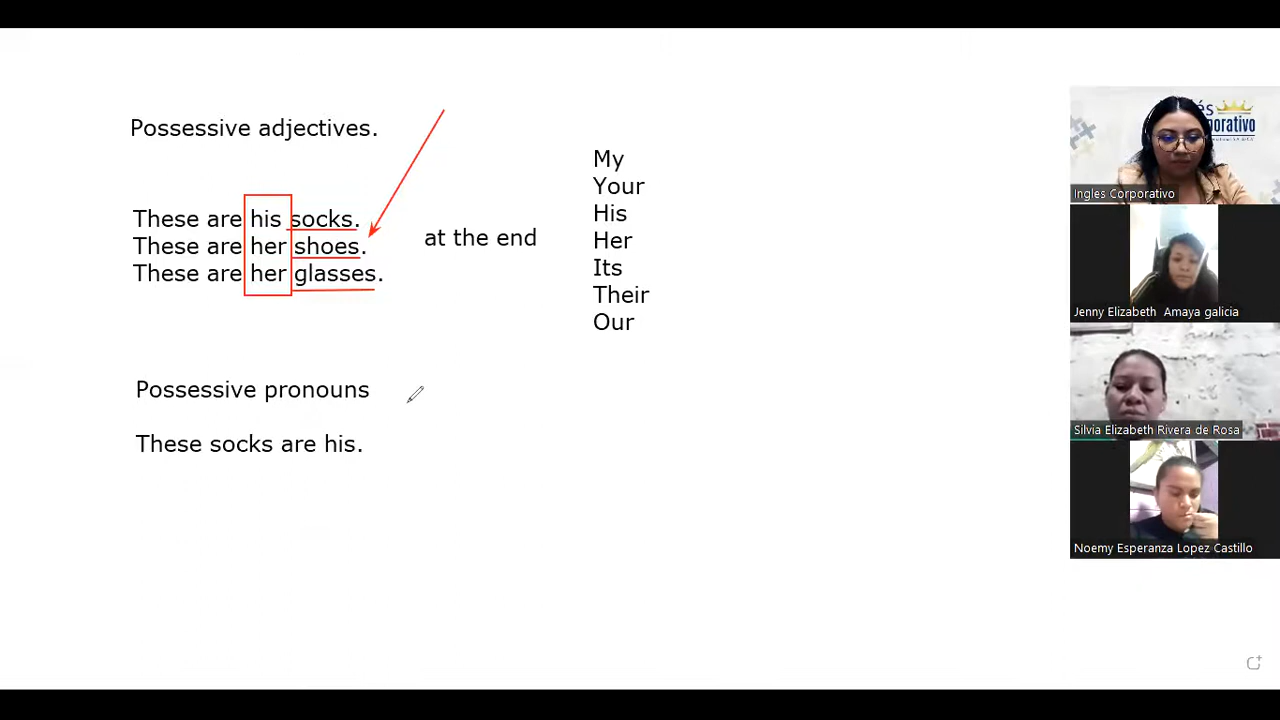 Possessive adjectives.
These are his socks.
These are her shoes.
These are her glasses.
at the end
My
Your
His
Her
Its
Their
Our
Possessive pronouns
These socks are his.
Ingles Corporativo
Jenny Elizabeth Amaya galicia
Silvia Elizabeth Rivera de Rosa
Noemy Esperanza Lopez Castillo